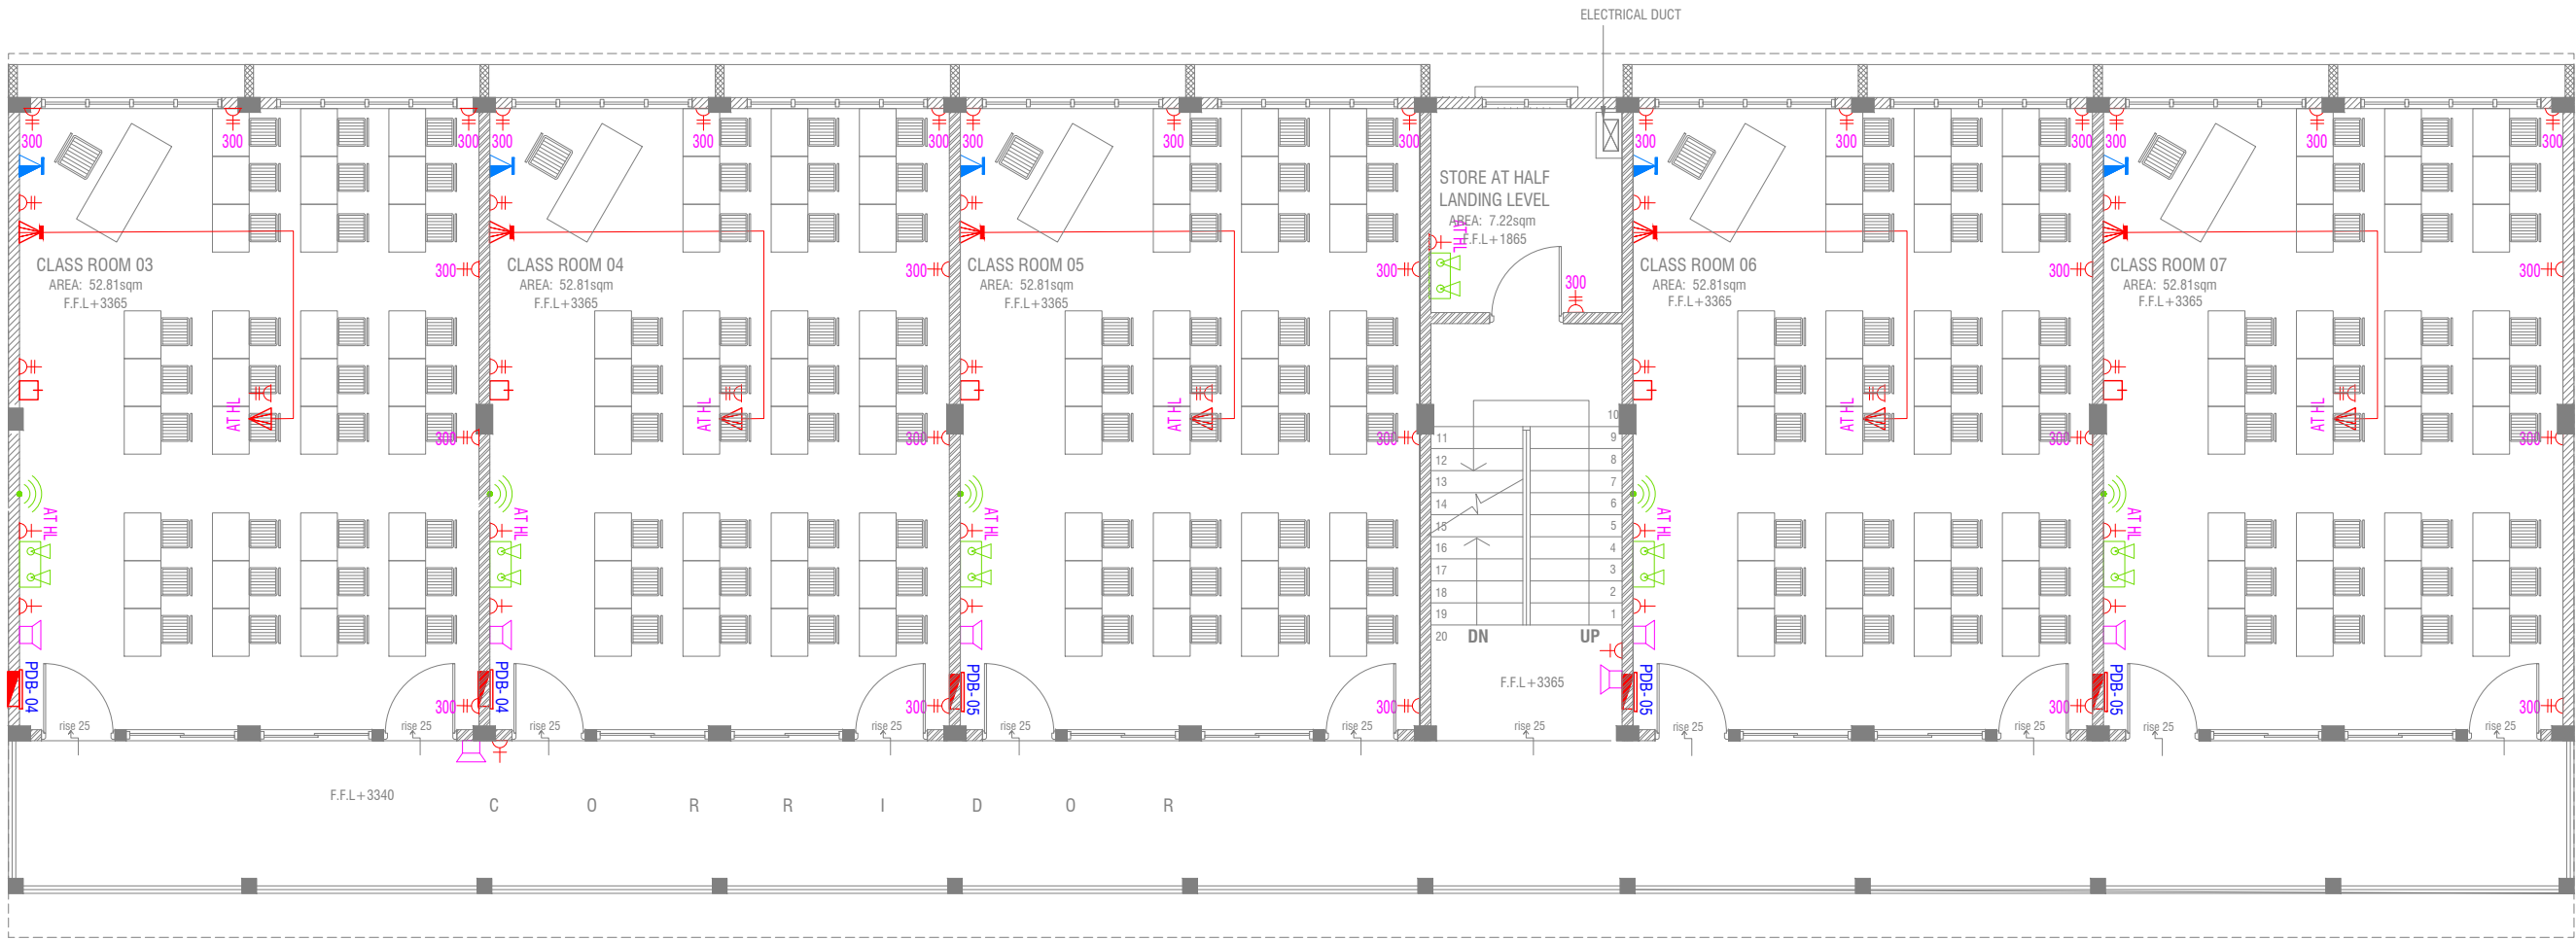 ELECTRICAL DUCT
300 300 300 300 300 300 300 300 300 300 300 300 300 300 300
STORE AT HALF
LANDING LEVEL
AREA: 7.22sqm
F.F.L+1865
AT HL
300
CLASS ROOM 03
AREA: 52.81sqm
F.F.L+3365
CLASS ROOM 04
AREA: 52.81sqm
F.F.L+3365
CLASS ROOM 05
AREA: 52.81sqm
F.F.L+3365
CLASS ROOM 06
AREA: 52.81sqm
F.F.L+3365
CLASS ROOM 07
AREA: 52.81sqm
F.F.L+3365
300 300 300 300 300
AT HL AT HL AT HL AT HL AT HL
300 300 300 300 300
10
11 9
12 8
13 7
14 6
15 5
16 4
17 3
18 2
19 1
20 DN UP
AT HL AT HL AT HL AT HL AT HL
PDB-04 PDB-04 PDB-05 PDB-05 PDB-05
F.F.L+3365
300 300 300 300 300
rise 25 rise 25 rise 25 rise 25 rise 25 rise 25 rise 25 rise 25 rise 25 rise 25 rise 25
F.F.L+3340
C O R R I D O R